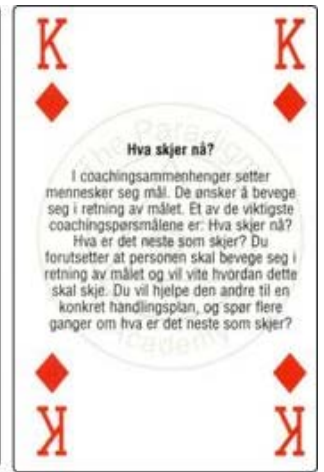 K K
Hva skjer nå?
I coachingsammenhenger setter
mennesker seg mål. De ønsker å bevege
seg i retning av målet. Et av de viktigste
coachingspørsmålene er: Hva skjer nå?
Hva er det neste som skjer? Du
forutsetter at personen skal bevege seg i
retning av målet og vil vite hvordan dette
skal skje. Du vil hjelpe den andre til en
konkret handlingsplan, og spør flere
ganger om hva er det neste som skjer?
The Paradigm
Academy
K K